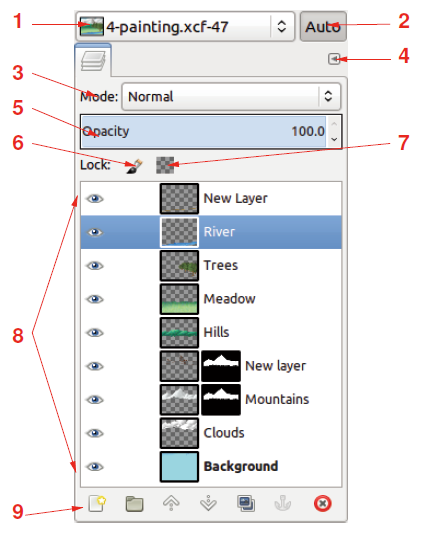 1 4-painting.xcf-47 Auto 2
4
3 Mode: Normal
5 Opacity 100.0
6 Lock: 7
New Layer
River
Trees
Meadow
8 Hills
New layer
Mountains
Clouds
Background
9